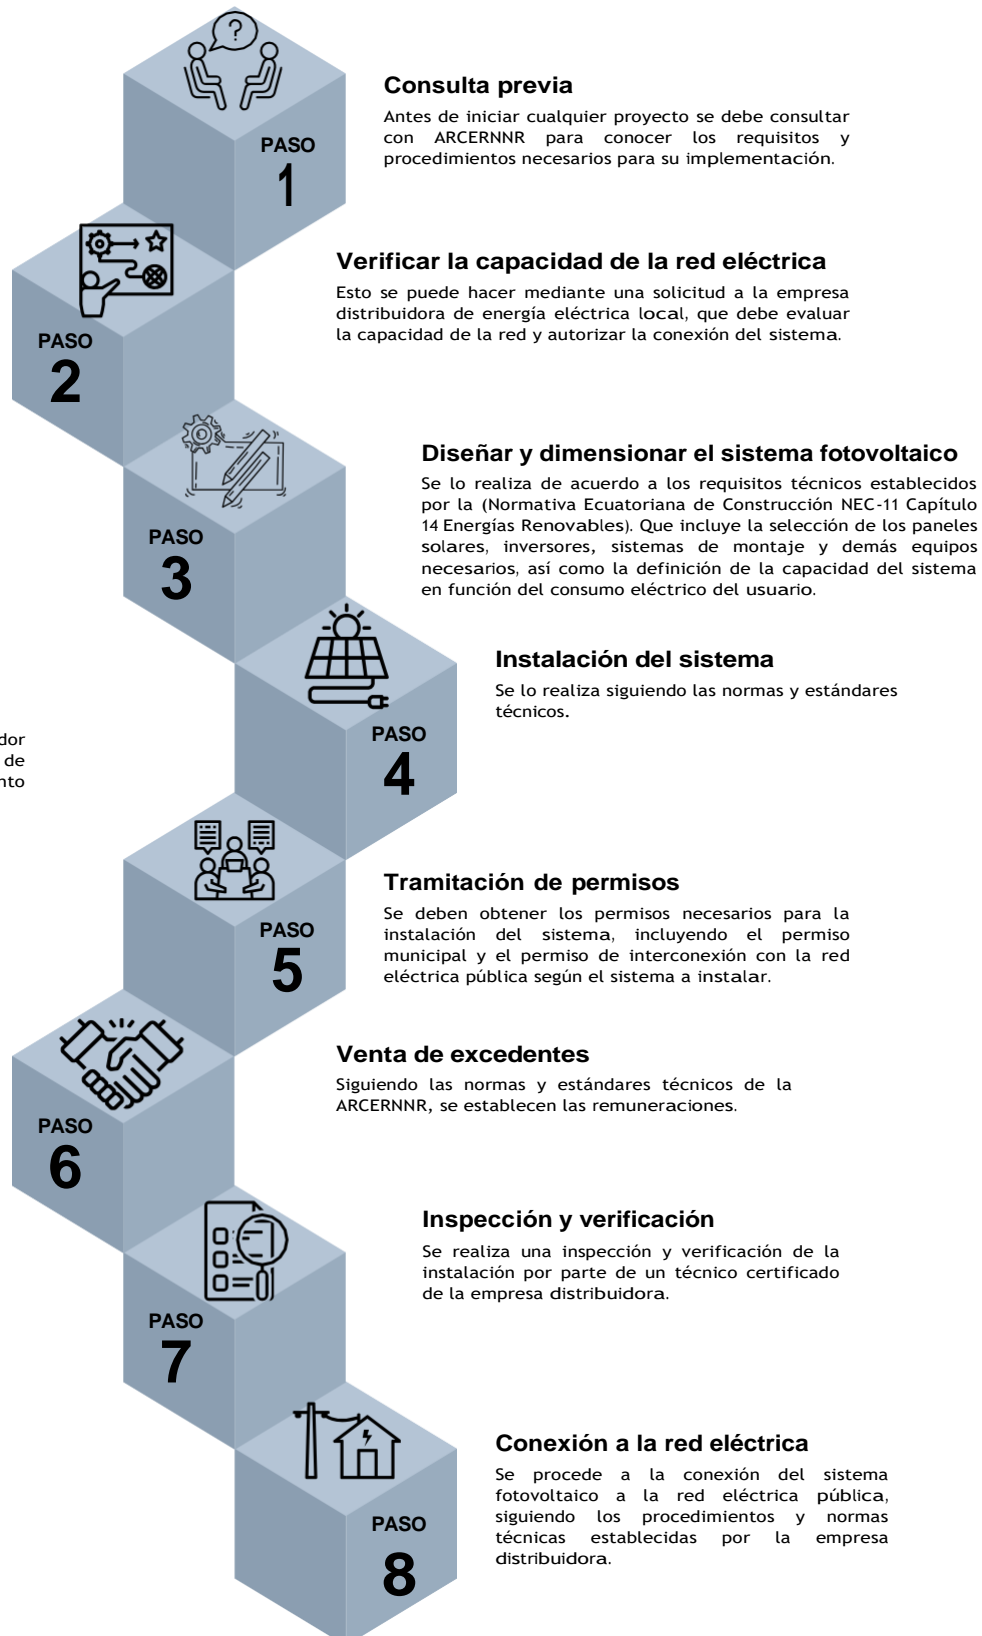 ?
PASO
1
Consulta previa
Antes de iniciar cualquier proyecto se debe consultar
con ARCERNNR para conocer los requisitos y
procedimientos necesarios para su implementación.
PASO
2
Verificar la capacidad de la red eléctrica
Esto se puede hacer mediante una solicitud a la empresa
distribuidora de energía eléctrica local, que debe evaluar
la capacidad de la red y autorizar la conexión del sistema.
PASO
3
Diseñar y dimensionar el sistema fotovoltaico
Se lo realiza de acuerdo a los requisitos técnicos establecidos
por la (Normativa Ecuatoriana de Construcción NEC-11 Capítulo
14 Energías Renovables). Que incluye la selección de los paneles
solares, inversores, sistemas de montaje y demás equipos
necesarios, así como la definición de la capacidad del sistema
en función del consumo eléctrico del usuario.
PASO
4
Instalación del sistema
Se lo realiza siguiendo las normas y estándares
técnicos.
dor
de
nto
PASO
5
Tramitación de permisos
Se deben obtener los permisos necesarios para la
instalación del sistema, incluyendo el permiso
municipal y el permiso de interconexión con la red
eléctrica pública según el sistema a instalar.
PASO
6
Venta de excedentes
Siguiendo las normas y estándares técnicos de la
ARCERNNR, se establecen las remuneraciones.
PASO
7
Inspección y verificación
Se realiza una inspección y verificación de la
instalación por parte de un técnico certificado
de la empresa distribuidora.
PASO
8
Conexión a la red eléctrica
Se procede a la conexión del sistema
fotovoltaico a la red eléctrica pública,
siguiendo los procedimientos y normas
técnicas establecidas por la empresa
distribuidora.